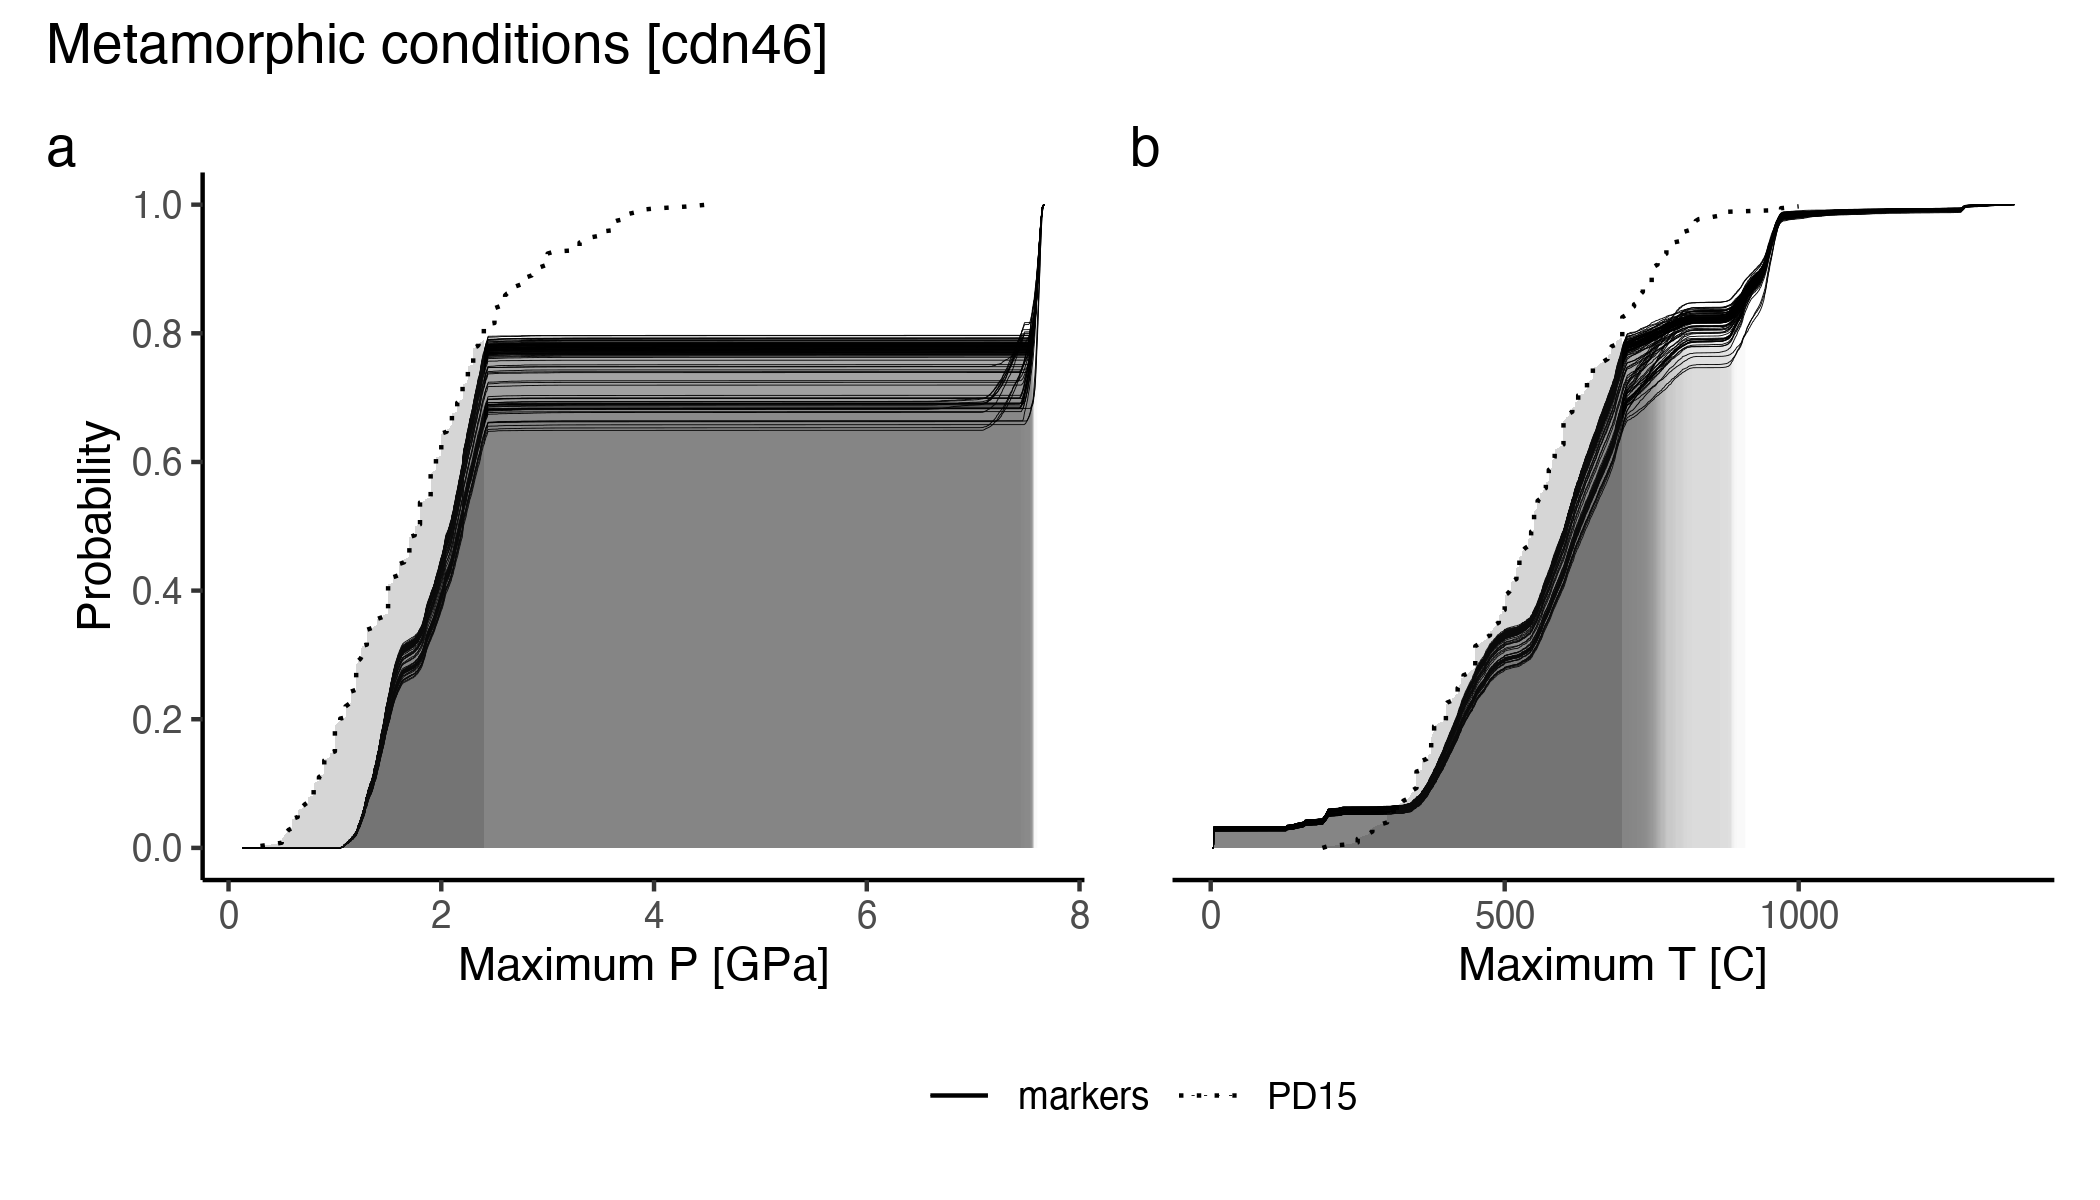 Metamorphic conditions [cdn46]
a
b
Probability
1.0
0.8
0.6
0.4
0.2
0.0
0 2 4 6 8
0 500 1000
Maximum P [GPa]
Maximum T [C]
markers PD15